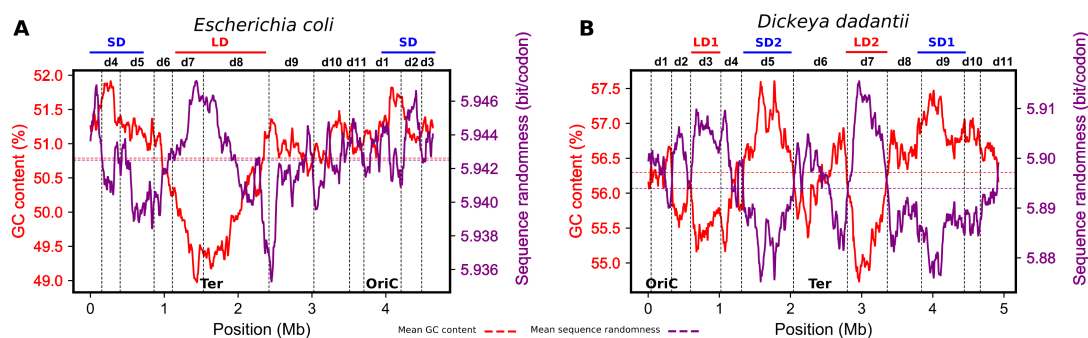 A
Escherichia coli
SD LD SD
d4 d5 d6 d7 d8 d9 d10 d11 d1 d2 d3
52.0
51.5
51.0
50.5
50.0
49.5
49.0
GC content (%)
5.946
5.944
5.942
5.940
5.938
5.936
Sequence randomness (bit/codon)
Ter OriC
0 1 2 3 4
Position (Mb)
B
Dickeya dadantii
LD1 SD2 LD2 SD1
d1 d2 d3 d4 d5 d6 d7 d8 d9 d10 d11
57.5
57.0
56.5
56.0
55.5
55.0
GC content (%)
5.91
5.90
5.89
5.88
Sequence randomness (bit/codon)
OriC Ter
0 1 2 3 4 5
Position (Mb)
Mean GC content Mean sequence randomness